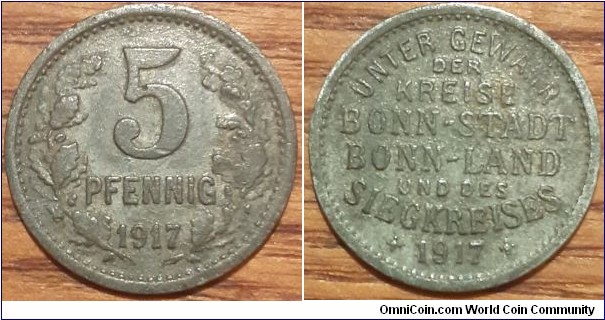 5
PFENNIG
1917
UNTER GEWÄHR
DER
KREISE
BONN-STADT
BONN-LAND
UND DES
SIEGKREISES
1917
OmniCoin.com World Coin Community